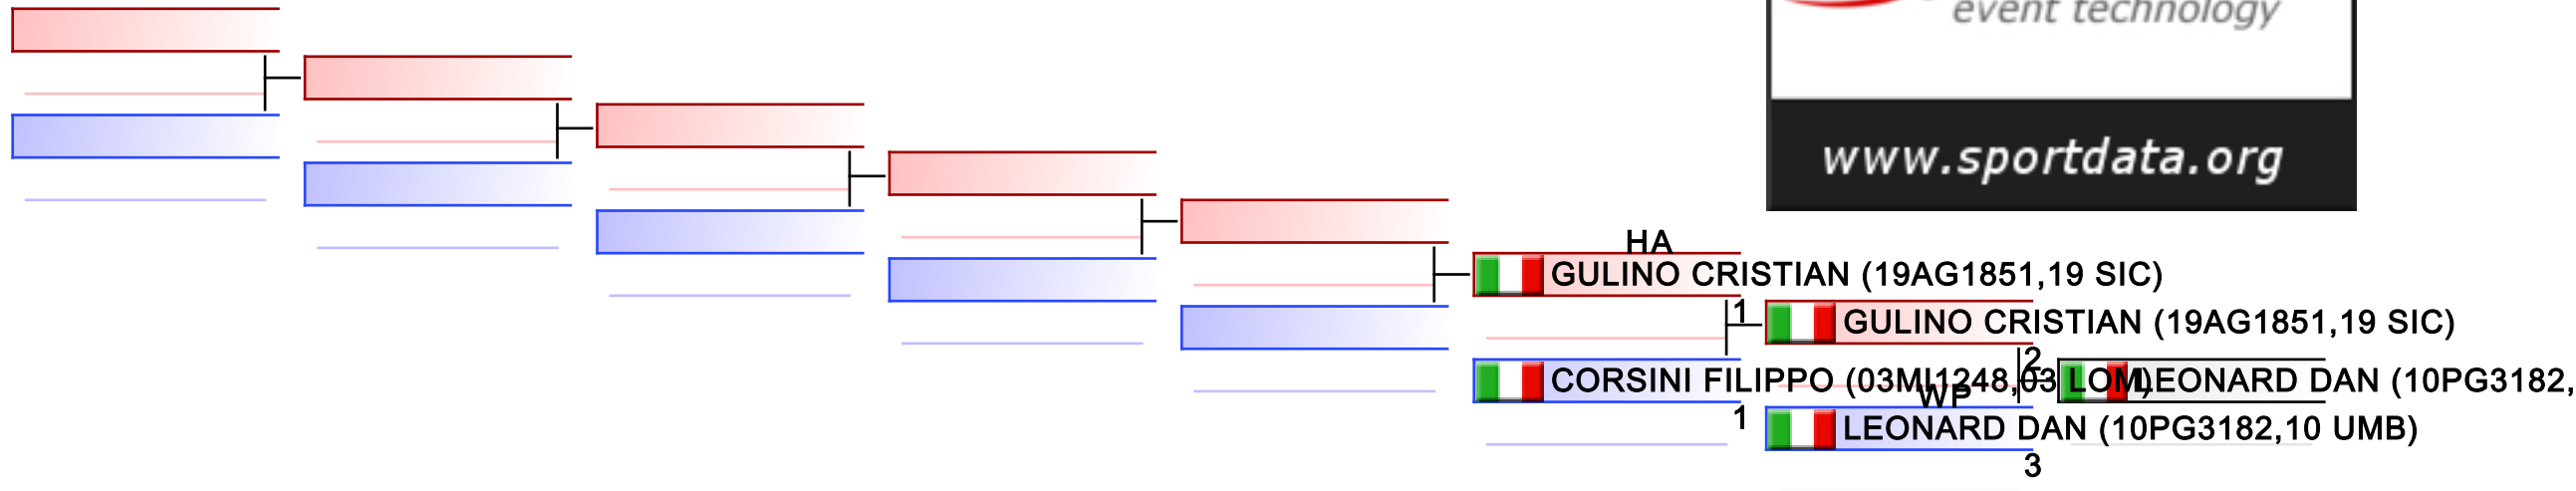 event technology
www.sportdata.org
HA
GULINO CRISTIAN (19AG1851,19 SIC)
1
GULINO CRISTIAN (19AG1851,19 SIC)
2
CORSINI FILIPPO (03MI1248,03 LOM)
LEONARD DAN (10PG3182,
WP
1
LEONARD DAN (10PG3182,10 UMB)
3